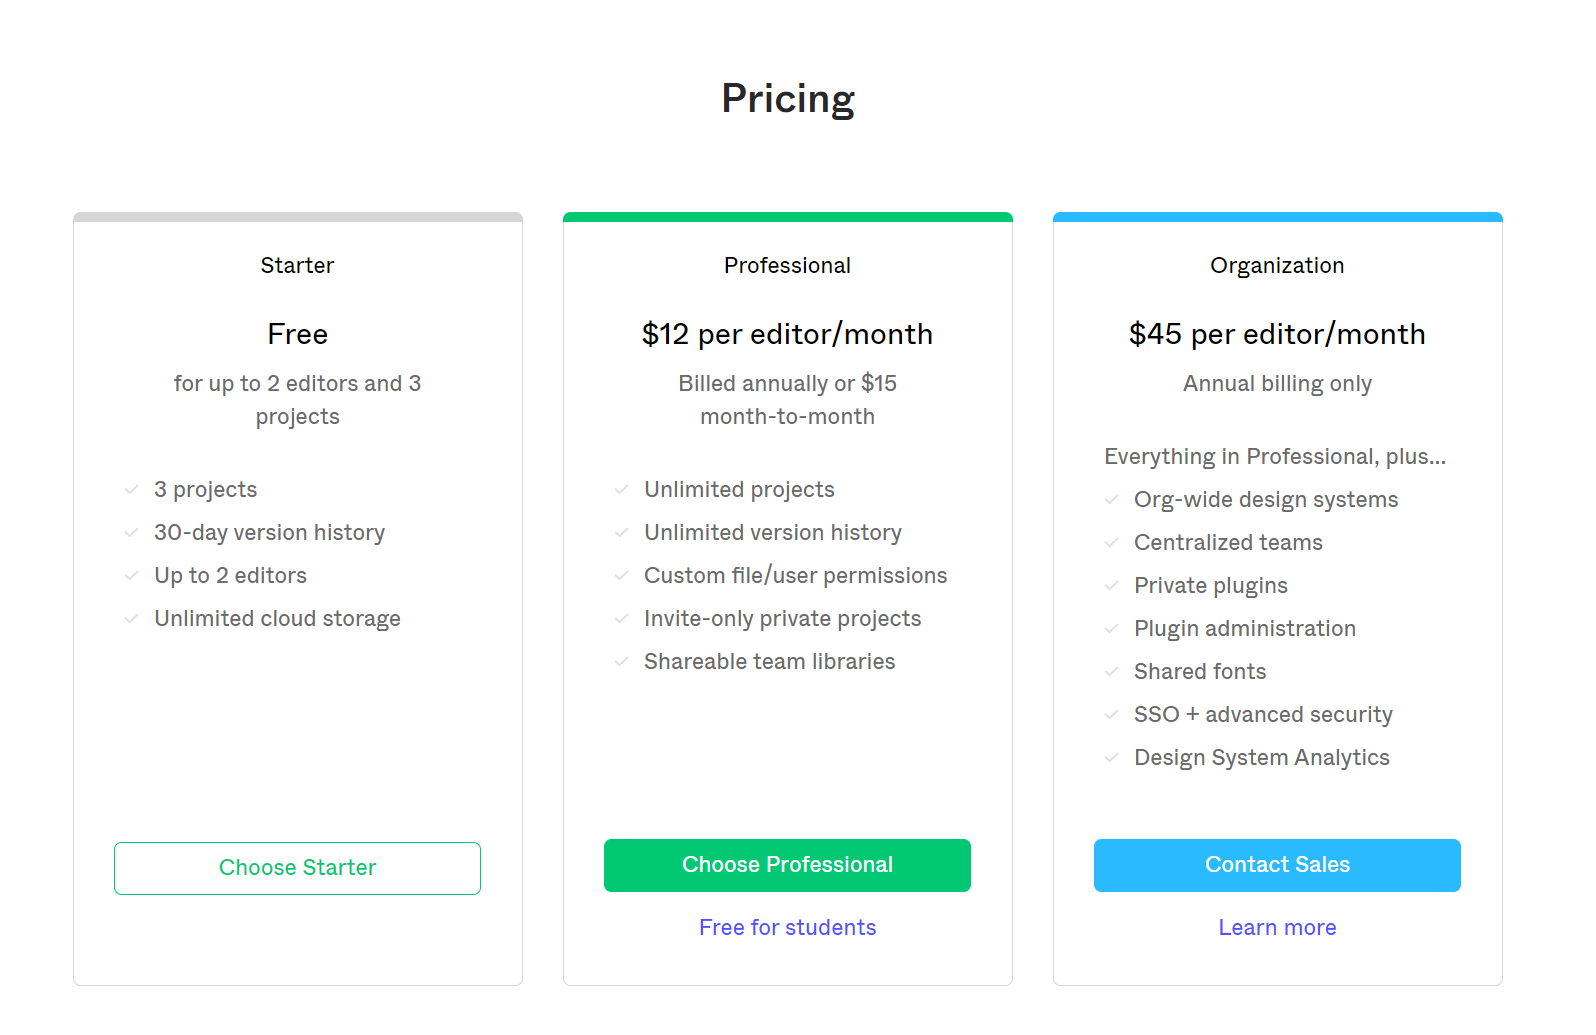 Pricing
Starter
Free
for up to 2 editors and 3
projects
3 projects
30-day version history
Up to 2 editors
Unlimited cloud storage
Choose Starter
Professional
$12 per editor/month
Billed annually or $15
month-to-month
Unlimited projects
Unlimited version history
Custom file/user permissions
Invite-only private projects
Shareable team libraries
Choose Professional
Free for students
Organization
$45 per editor/month
Annual billing only
Everything in Professional, plus...
Org-wide design systems
Centralized teams
Private plugins
Plugin administration
Shared fonts
SSO + advanced security
Design System Analytics
Contact Sales
Learn more